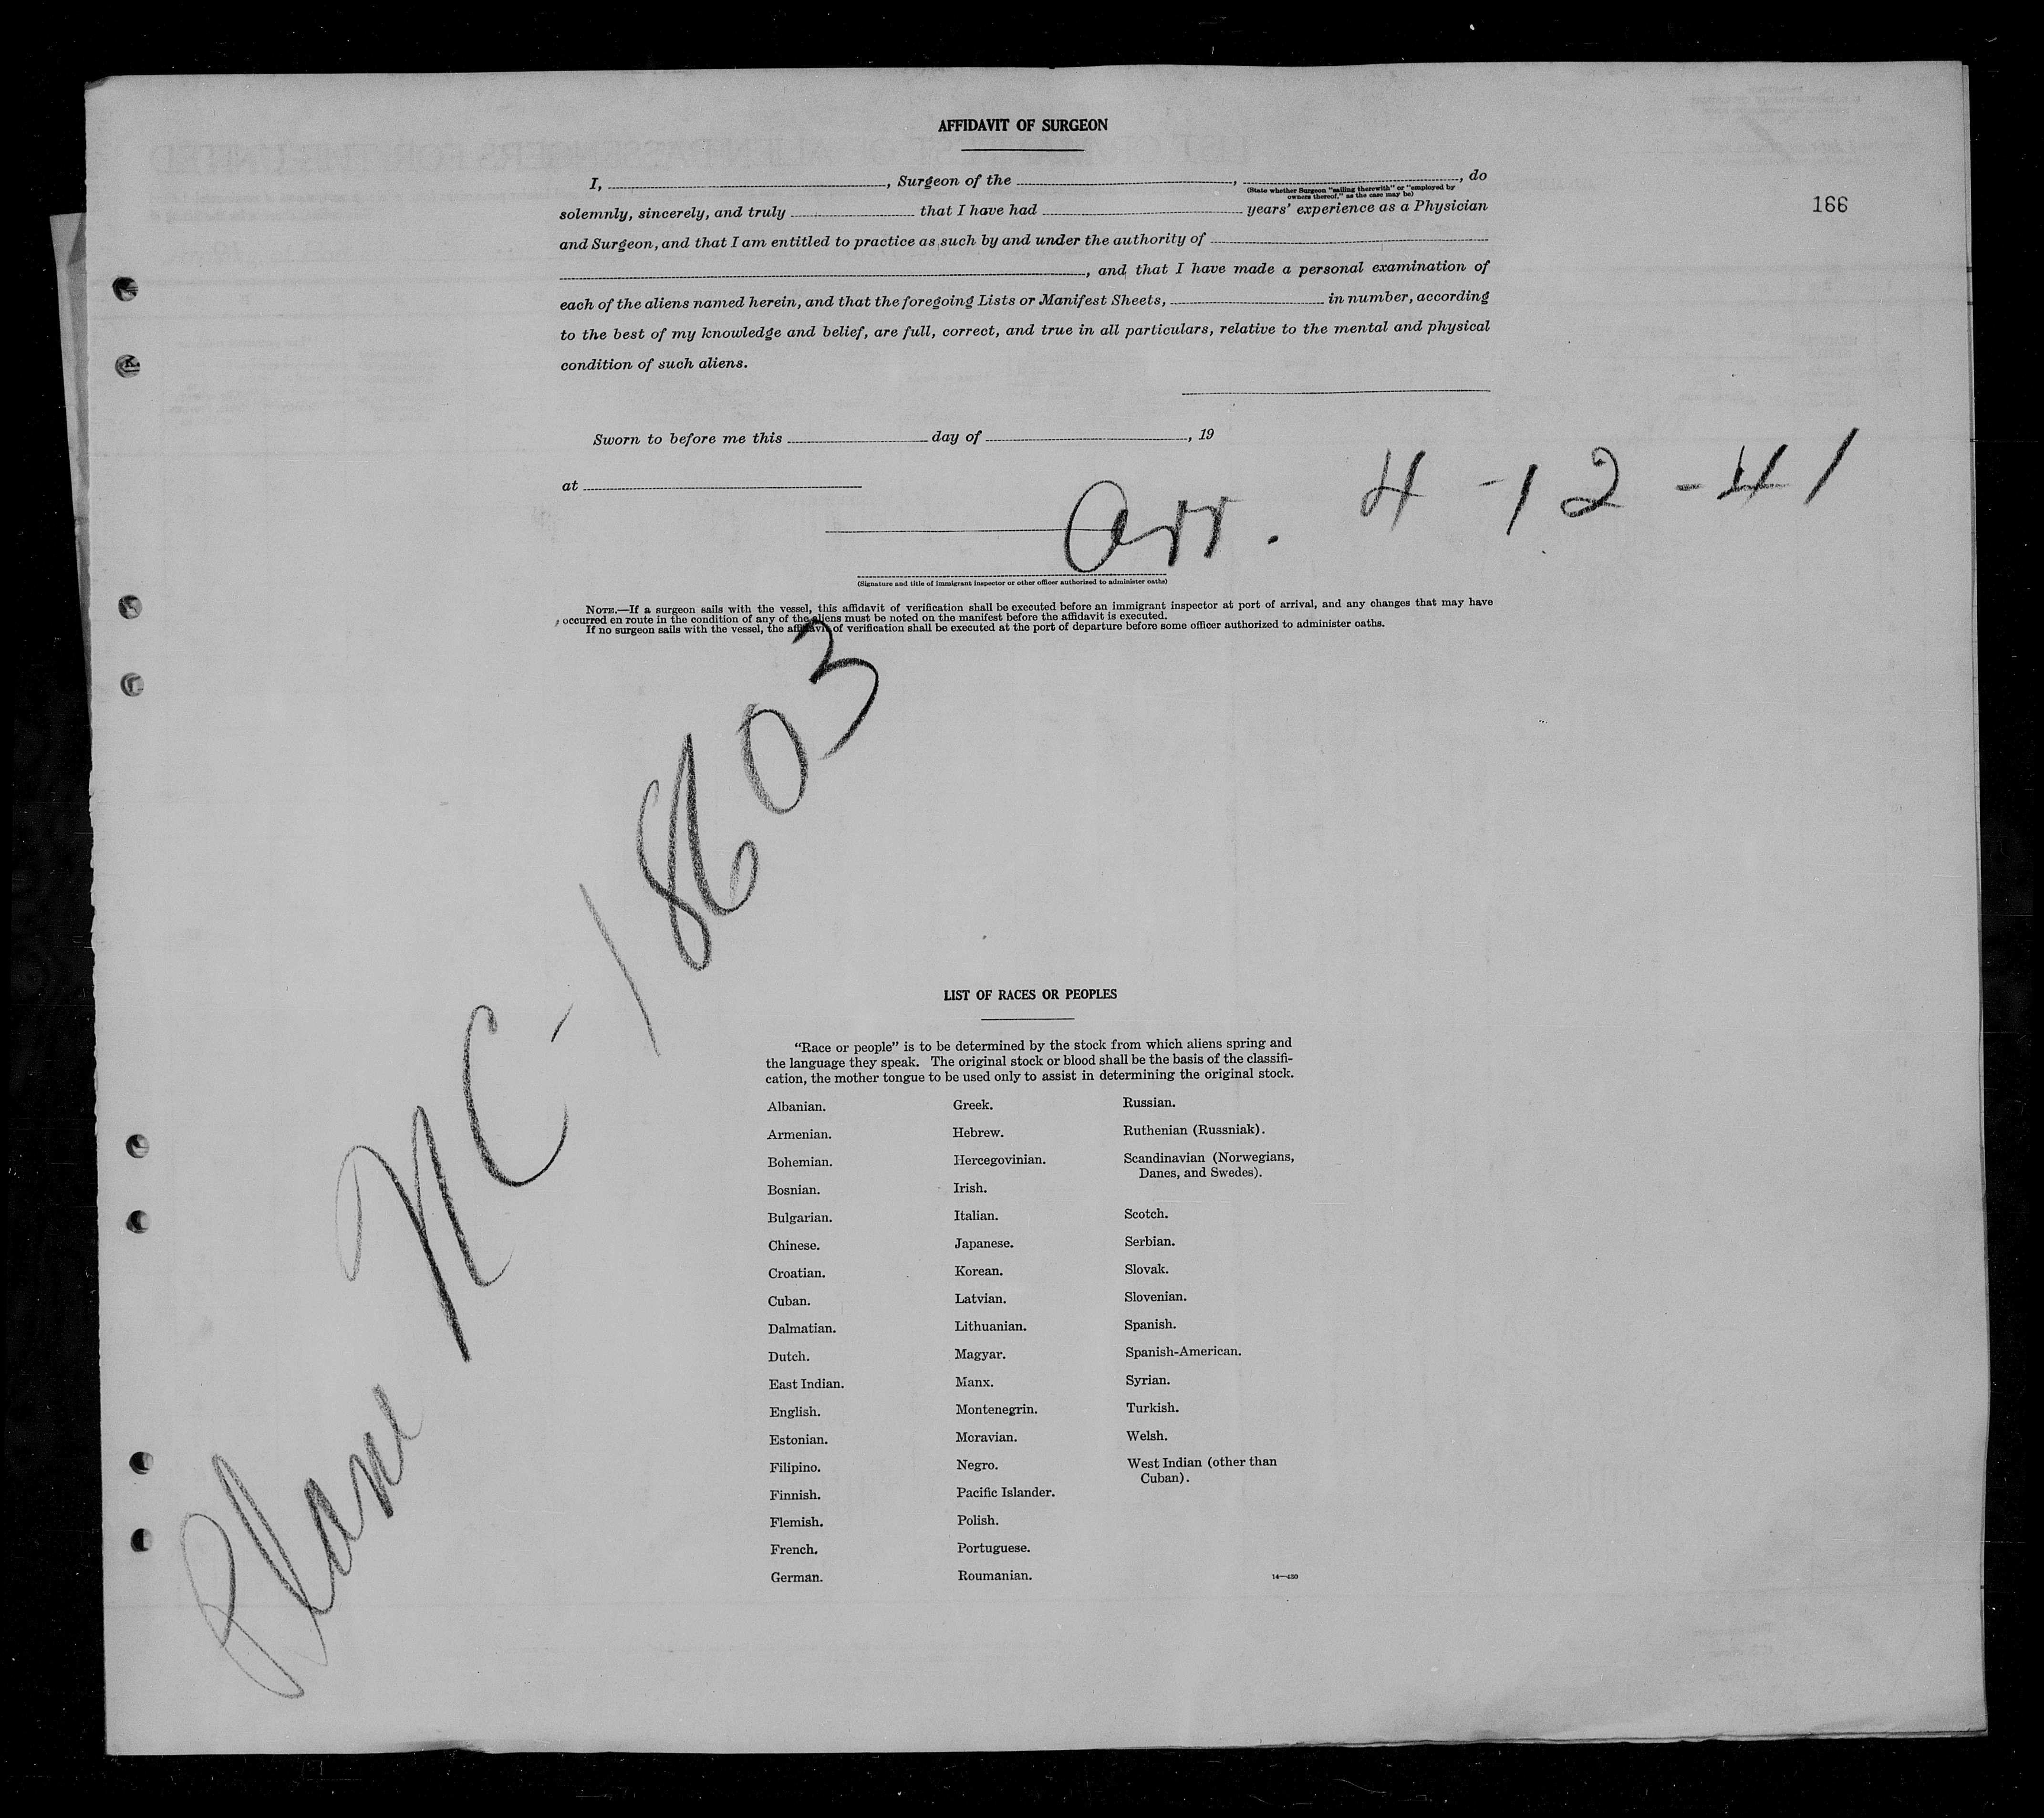 AFFIDAVIT OF SURGEON
I, , Surgeon of the , , do
(State whether Surgeon "sailing therewith" or "employed by
owners thereof," as the case may be)
solemnly, sincerely, and truly that I have had years' experience as a Physician
166
and Surgeon, and that I am entitled to practice as such by and under the authority of
, and that I have made a personal examination of
each of the aliens named herein, and that the foregoing Lists or Manifest Sheets, in number, according
to the best of my knowledge and belief, are full, correct, and true in all particulars, relative to the mental and physical
condition of such aliens.
Sworn to before me this day of , 19
at
Arr. 4-12-41
(Signature and title of immigrant inspector or other officer authorized to administer oaths)
NOTE.—If a surgeon sails with the vessel, this affidavit of verification shall be executed before an immigrant inspector at port of arrival, and any changes that may have
occurred en route in the condition of any of the aliens must be noted on the manifest before the affidavit is executed.
If no surgeon sails with the vessel, the affidavit of verification shall be executed at the port of departure before some officer authorized to administer oaths.
Plane NC-18603
LIST OF RACES OR PEOPLES
"Race or people" is to be determined by the stock from which aliens spring and
the language they speak. The original stock or blood shall be the basis of the classifi-
cation, the mother tongue to be used only to assist in determining the original stock.
Albanian.
Armenian.
Bohemian.
Bosnian.
Bulgarian.
Chinese.
Croatian.
Cuban.
Dalmatian.
Dutch.
East Indian.
English.
Estonian.
Filipino.
Finnish.
Flemish.
French.
German.
Greek.
Hebrew.
Hercegovinian.
Irish.
Italian.
Japanese.
Korean.
Latvian.
Lithuanian.
Magyar.
Manx.
Montenegrin.
Moravian.
Negro.
Pacific Islander.
Polish.
Portuguese.
Roumanian.
Russian.
Ruthenian (Russniak).
Scandinavian (Norwegians,
Danes, and Swedes).
Scotch.
Serbian.
Slovak.
Slovenian.
Spanish.
Spanish-American.
Syrian.
Turkish.
Welsh.
West Indian (other than
Cuban).
14—430